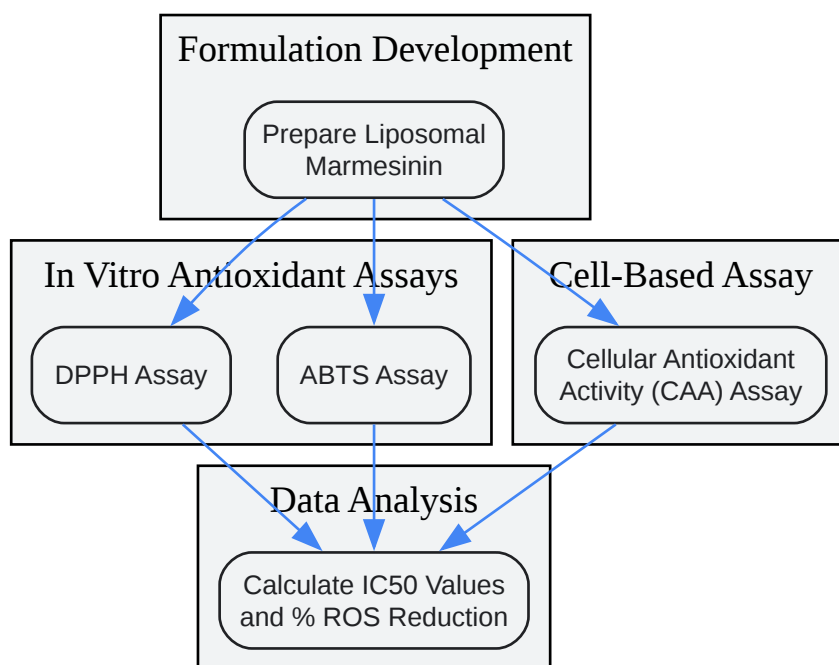 Formulation Development
Prepare Liposomal
Marmesinin
In Vitro Antioxidant Assays
DPPH Assay
ABTS Assay
Cell-Based Assay
Cellular Antioxidant
Activity (CAA) Assay
Data Analysis
Calculate IC50 Values
and % ROS Reduction